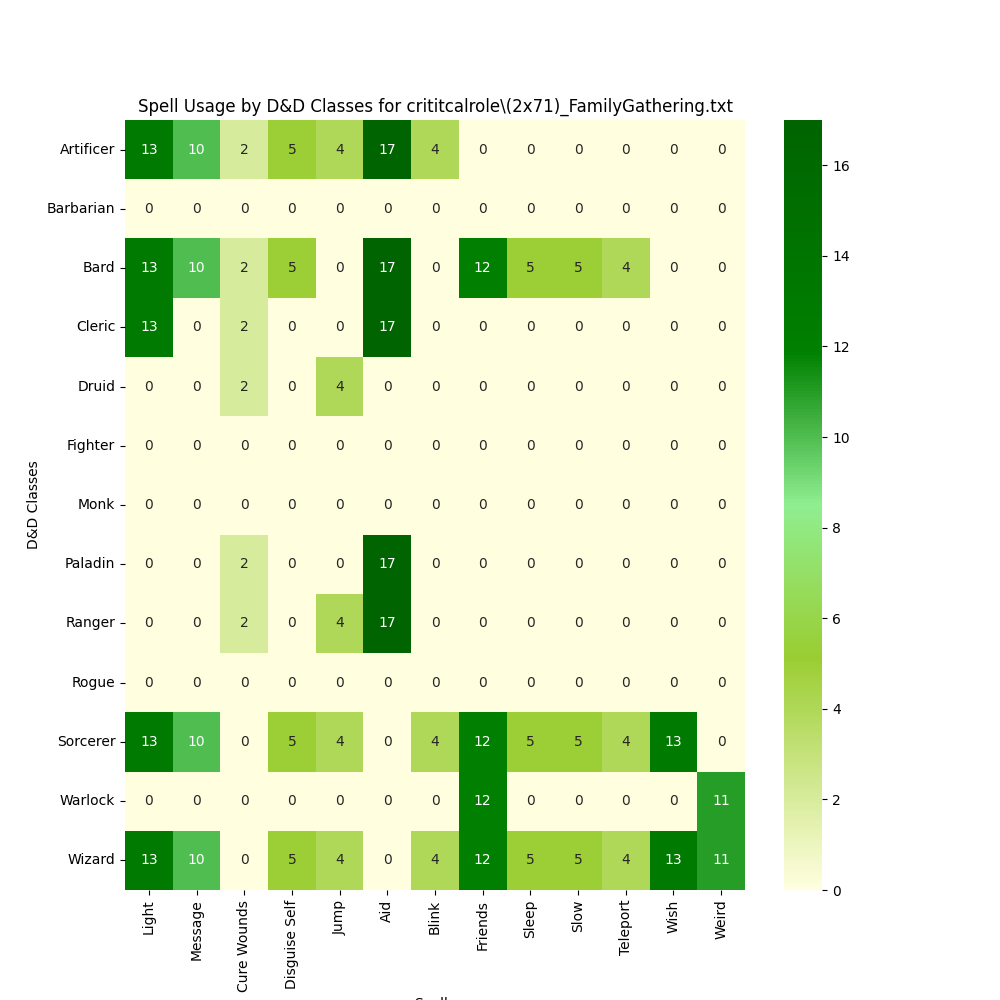 Spell Usage by D&D Classes for crititcalrole\(2x71)_FamilyGathering.txt
D&D Classes
Artificer 13 10 2 5 4 17 4 0 0 0 0 0 0
Barbarian 0 0 0 0 0 0 0 0 0 0 0 0 0
Bard 13 10 2 5 0 17 0 12 5 5 4 0 0
Cleric 13 0 2 0 0 17 0 0 0 0 0 0 0
Druid 0 0 2 0 4 0 0 0 0 0 0 0 0
Fighter 0 0 0 0 0 0 0 0 0 0 0 0 0
Monk 0 0 0 0 0 0 0 0 0 0 0 0 0
Paladin 0 0 2 0 0 17 0 0 0 0 0 0 0
Ranger 0 0 2 0 4 17 0 0 0 0 0 0 0
Rogue 0 0 0 0 0 0 0 0 0 0 0 0 0
Sorcerer 13 10 0 5 4 0 4 12 5 5 4 13 0
Warlock 0 0 0 0 0 0 0 12 0 0 0 0 11
Wizard 13 10 0 5 4 0 4 12 5 5 4 13 11
Light
Message
Cure Wounds
Disguise Self
Jump
Aid
Blink
Friends
Sleep
Slow
Teleport
Wish
Weird
16
14
12
10
8
6
4
2
0